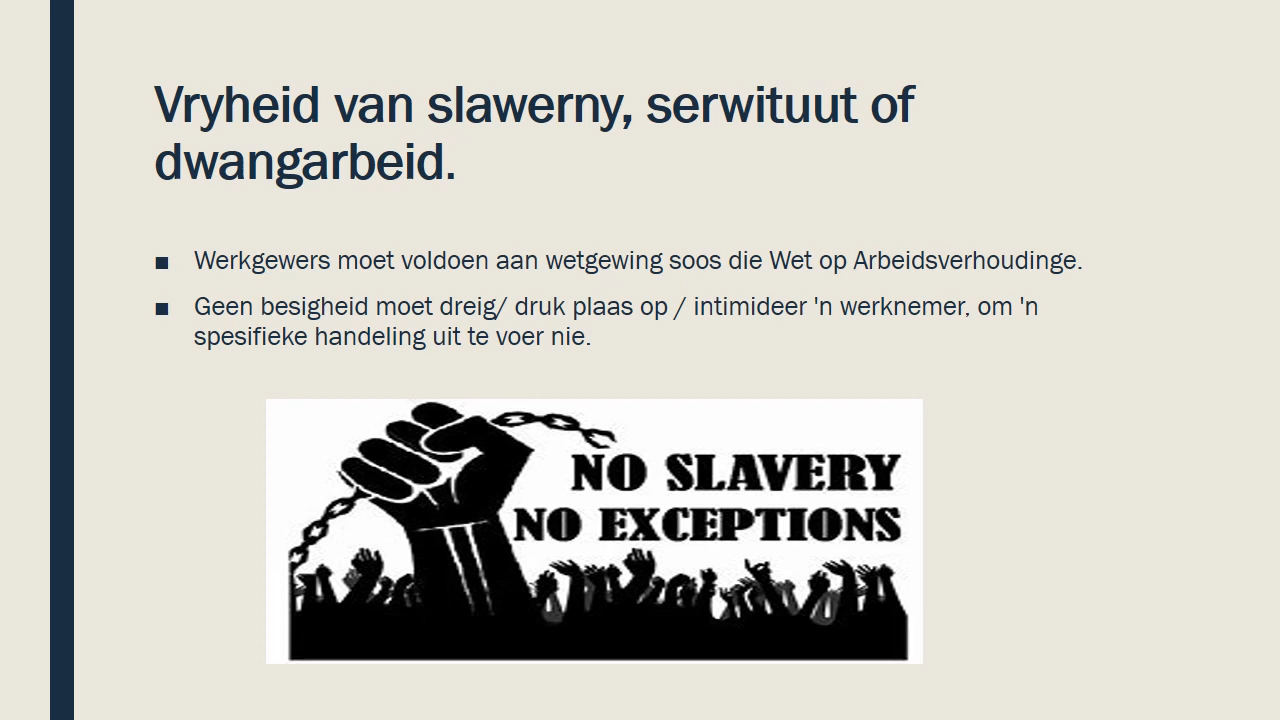 Vryheid van slawerny, serwituut of
dwangarbeid.
▪ Werkgewers moet voldoen aan wetgewing soos die Wet op Arbeidsverhoudinge.
▪ Geen besigheid moet dreig/ druk plaas op / intimideer 'n werknemer, om 'n
spesifieke handeling uit te voer nie.
NO SLAVERY
NO EXCEPTIONS